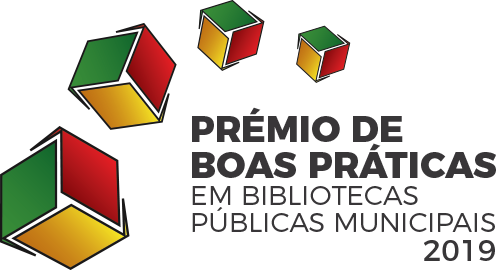 PRÉMIO DE
BOAS PRÁTICAS
EM BIBLIOTECAS
PÚBLICAS MUNICIPAIS
2019